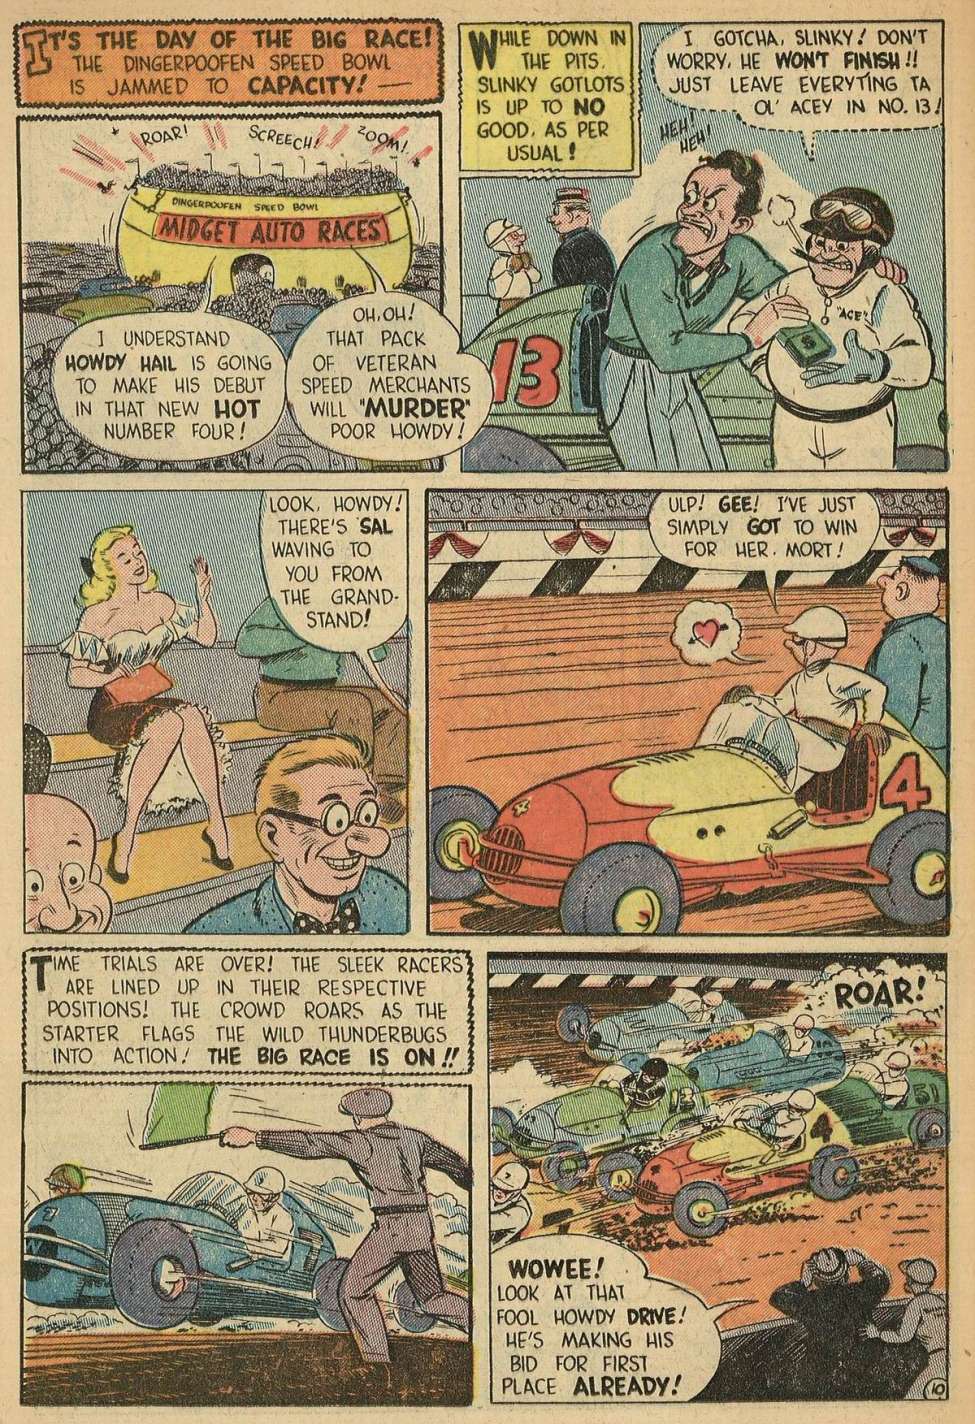 IT'S THE DAY OF THE BIG RACE!
THE DINGERPOOFEN SPEED BOWL
IS JAMMED TO CAPACITY! —
ROAR!
SCREECH!
ZOOM!
DINGERPOOFEN SPEED BOWL
MIDGET AUTO RACES
I UNDERSTAND
HOWDY HAIL IS GOING
TO MAKE HIS DEBUT
IN THAT NEW HOT
NUMBER FOUR!
OH, OH!
THAT PACK
OF VETERAN
SPEED MERCHANTS
WILL "MURDER"
POOR HOWDY!
WHILE DOWN IN
THE PITS,
SLINKY GOTLOTS
IS UP TO NO
GOOD, AS PER
USUAL!
I GOTCHA, SLINKY! DON'T
WORRY, HE WON'T FINISH!!
JUST LEAVE EVERYTING TA
OL' ACEY IN NO. 13!
HEH!
HEH!
"ACE"
$
13
LOOK, HOWDY!
THERE'S SAL
WAVING TO
YOU FROM
THE GRAND-
STAND!
ULP! GEE! I'VE JUST
SIMPLY GOT TO WIN
FOR HER, MORT!
4
TIME TRIALS ARE OVER! THE SLEEK RACERS
ARE LINED UP IN THEIR RESPECTIVE
POSITIONS! THE CROWD ROARS AS THE
STARTER FLAGS THE WILD THUNDERBUGS
INTO ACTION! THE BIG RACE IS ON!!
7
ROAR!
13
51
4
WOWEE!
LOOK AT THAT
FOOL HOWDY DRIVE!
HE'S MAKING HIS
BID FOR FIRST
PLACE ALREADY!
10